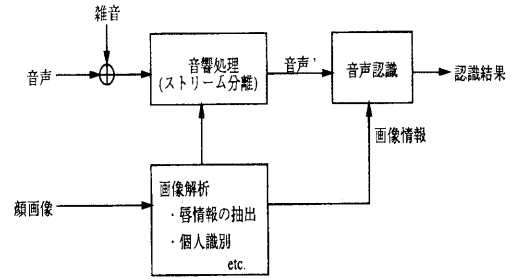 雑音
音声
音響処理
(ストリーム分離)
音声'
音声認識
認識結果
画像情報
顔画像
画像解析
・唇情報の抽出
・個人識別
etc.